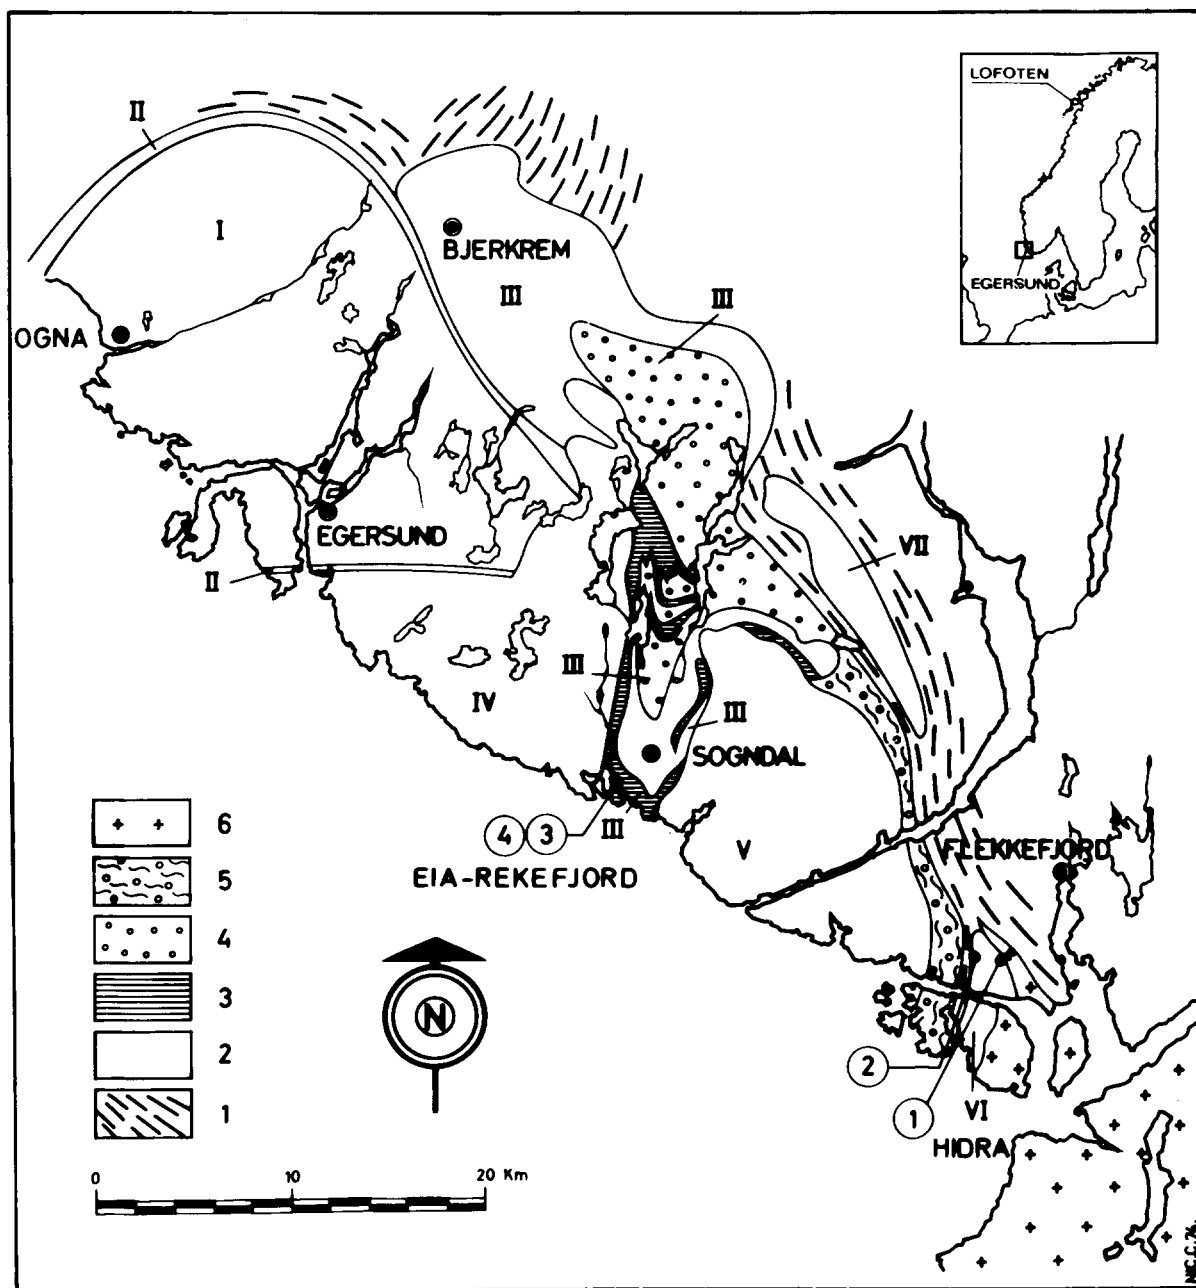 LOFOTEN
EGERSUND
II
I
BJERKREM
III
III
OGNA
EGERSUND
II
VII
III
IV
III
SOGNDAL
4 3
III
V
EIA-REKEFJORD
FLEKKEFJORD
6
5
4
3
2
1
N
2
1
VI
HIDRA
0 10 20 Km